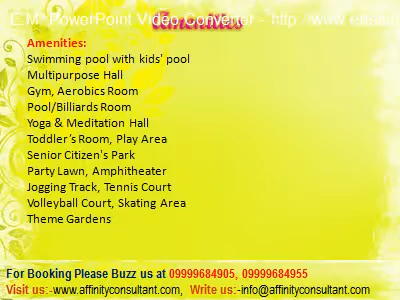 E.M. PowerPoint Video Converter - http://www.
Amenities
Amenities:
Swimming pool with kids' pool
Multipurpose Hall
Gym, Aerobics Room
Pool/Billiards Room
Yoga & Meditation Hall
Toddler’s Room, Play Area
Senior Citizen's Park
Party Lawn, Amphitheater
Jogging Track, Tennis Court
Volleyball Court, Skating Area
Theme Gardens
For Booking Please Buzz us at 09999684905, 09999684955
Visit us:-www.affinityconsultant.com, Write us:-info@affinityconsultant.com